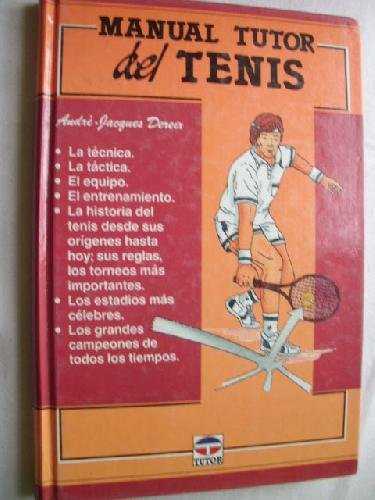 MANUAL TUTOR
del TENIS
André-Jacques Dereix
• La técnica.
• La táctica.
• El equipo.
• El entrenamiento.
• La historia del
tenis desde sus
orígenes hasta
hoy; sus reglas,
los torneos más
importantes.
• Los estadios más
célebres.
• Los grandes
campeones de
todos los tiempos.
TUTOR